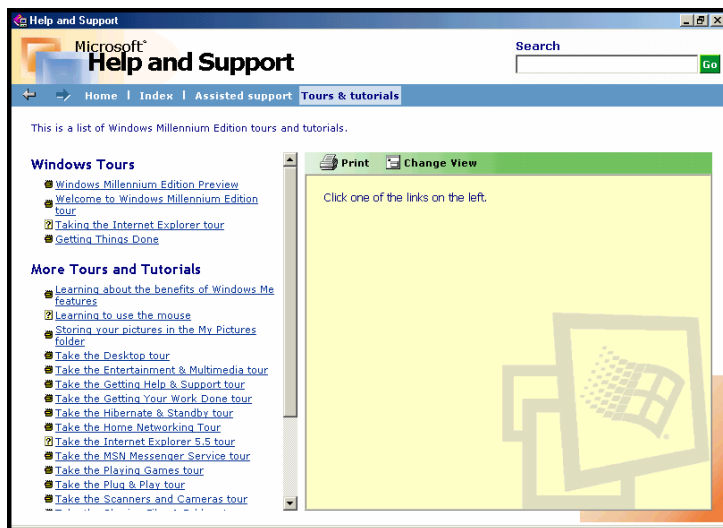 Help and Support
Microsoft®
Help and Support
Search
Go
Home | Index | Assisted support Tours & tutorials
This is a list of Windows Millennium Edition tours and tutorials.
Windows Tours
Windows Millennium Edition Preview
Welcome to Windows Millennium Edition
tour
Taking the Internet Explorer tour
Getting Things Done
More Tours and Tutorials
Learning about the benefits of Windows Me
features
Learning to use the mouse
Storing your pictures in the My Pictures
folder
Take the Desktop tour
Take the Entertainment & Multimedia tour
Take the Getting Help & Support tour
Take the Getting Your Work Done tour
Take the Hibernate & Standby tour
Take the Home Networking Tour
Take the Internet Explorer 5.5 tour
Take the MSN Messenger Service tour
Take the Playing Games tour
Take the Plug & Play tour
Take the Scanners and Cameras tour
Print Change View
Click one of the links on the left.